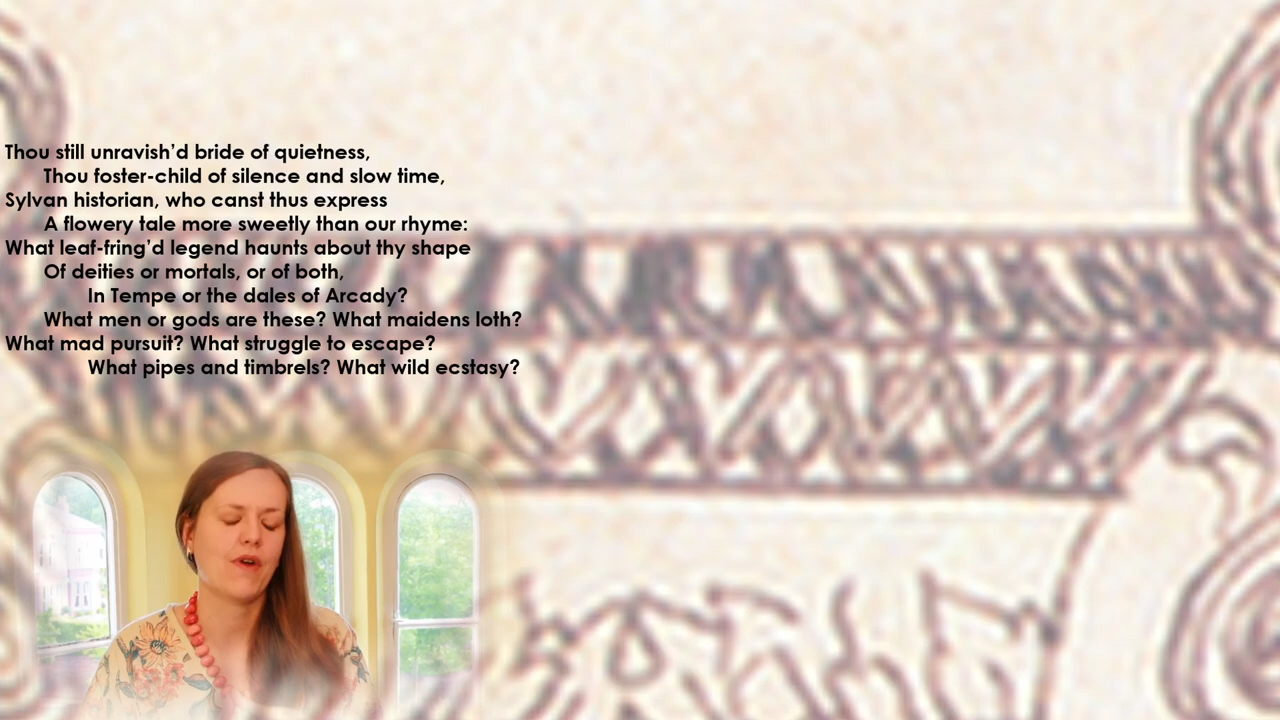 Thou still unravish’d bride of quietness,
Thou foster-child of silence and slow time,
Sylvan historian, who canst thus express
A flowery tale more sweetly than our rhyme:
What leaf-fring’d legend haunts about thy shape
Of deities or mortals, or of both,
In Tempe or the dales of Arcady?
What men or gods are these? What maidens loth?
What mad pursuit? What struggle to escape?
What pipes and timbrels? What wild ecstasy?